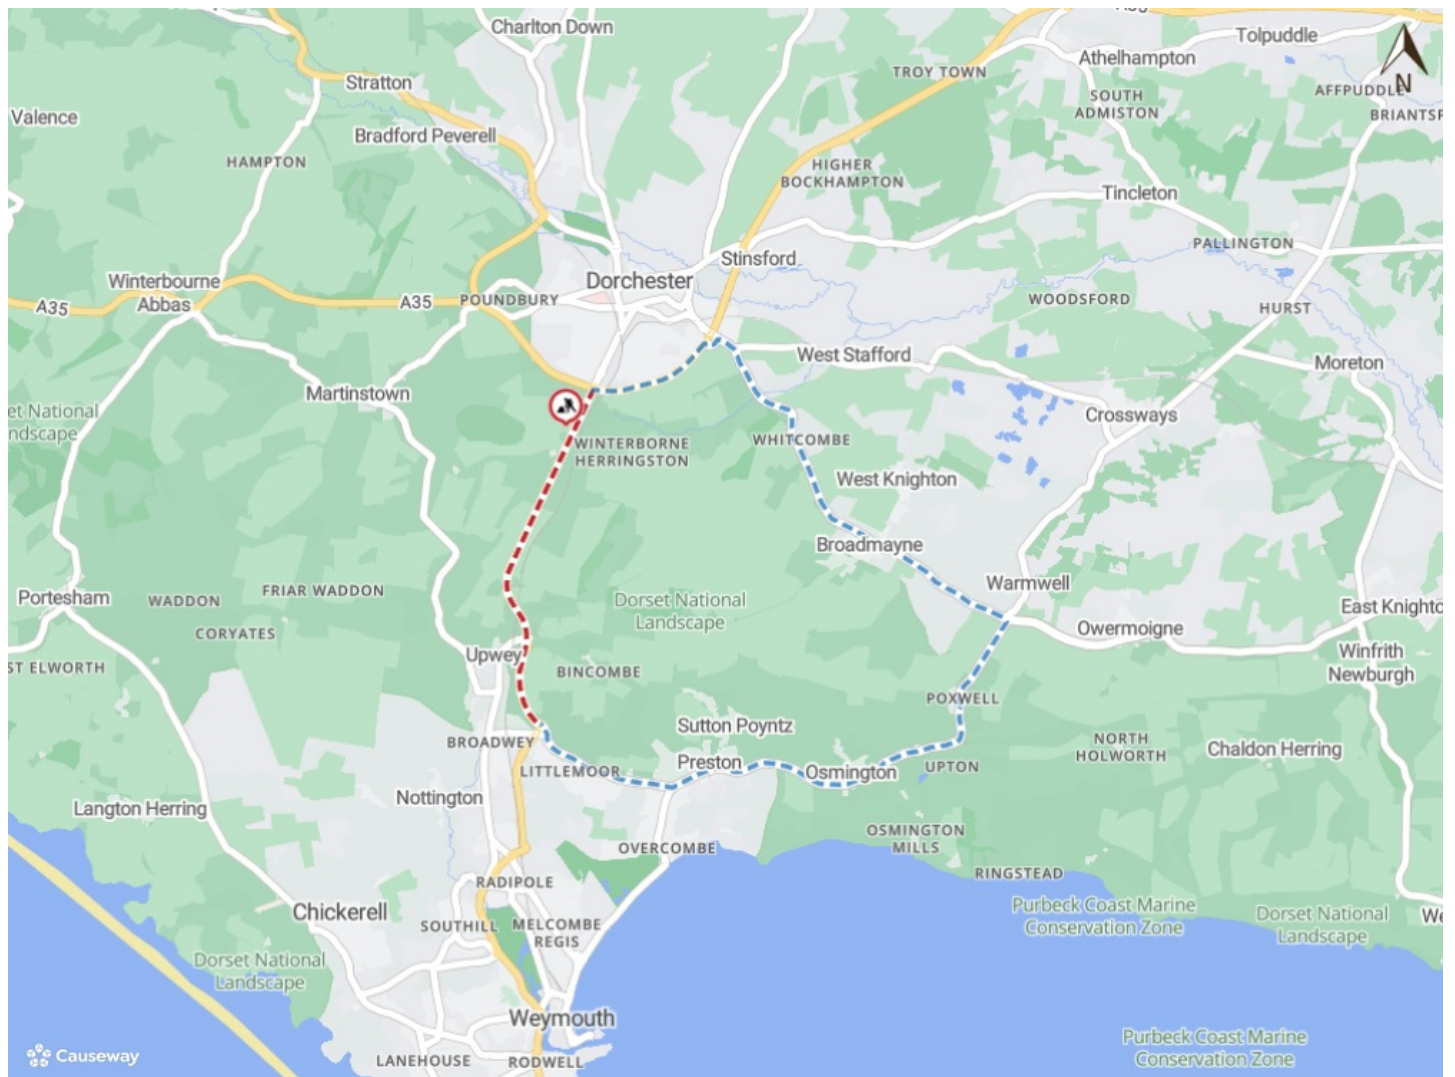 Charlton Down
Tolpuddle
Athelhampton
TROY TOWN
Stratton
N
AFFPUDDLE
SOUTH
ADMISTON
Valence
Bradford Peverell
HAMPTON
HIGHER
BOCKHAMPTON
Tincleton
PALLINGTON
Stinsford
Winterbourne
Abbas
Dorchester
A35
A35
POUNDBURY
WOODSFORD
HURST
West Stafford
Moreton
Martinstown
Crossways
WINTERBORNE
HERRINGSTON
WHITCOMBE
West Knighton
Broadmayne
Warmwell
Portesham
WADDON
FRIAR WADDON
Dorset National
Landscape
CORYATES
Owermoigne
Winfrith
Newburgh
Upwey
BINCOMBE
POXWELL
Sutton Poyntz
BROADWEY
NORTH
HOLWORTH
Chaldon Herring
LITTLEMOOR
Preston
Osmington
UPTON
Nottington
Langton Herring
OSMINGTON
MILLS
OVERCOMBE
RINGSTEAD
RADIPOLE
Chickerell
SOUTHILL
MELCOMBE
REGIS
Purbeck Coast Marine
Conservation Zone
Dorset National
Landscape
Dorset National
Landscape
Weymouth
Purbeck Coast Marine
Conservation Zone
Causeway
LANEHOUSE
RODWELL